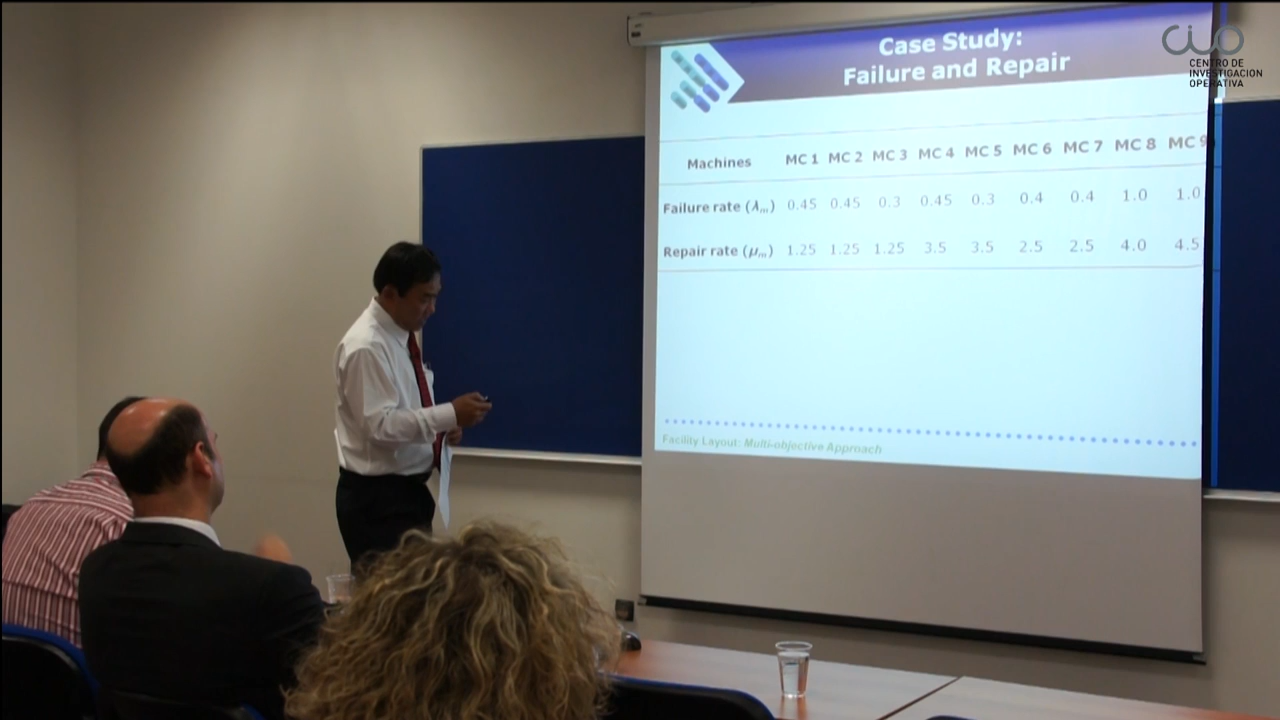 Case Study:
Failure and Repair
CIO
CENTRO DE
INVESTIGACION
OPERATIVA
Machines MC 1 MC 2 MC 3 MC 4 MC 5 MC 6 MC 7 MC 8 MC 9
Failure rate (λₘ) 0.45 0.45 0.3 0.45 0.3 0.4 0.4 1.0 1.0
Repair rate (μₘ) 1.25 1.25 1.25 3.5 3.5 2.5 2.5 4.0 4.5
Facility Layout: Multi-objective Approach